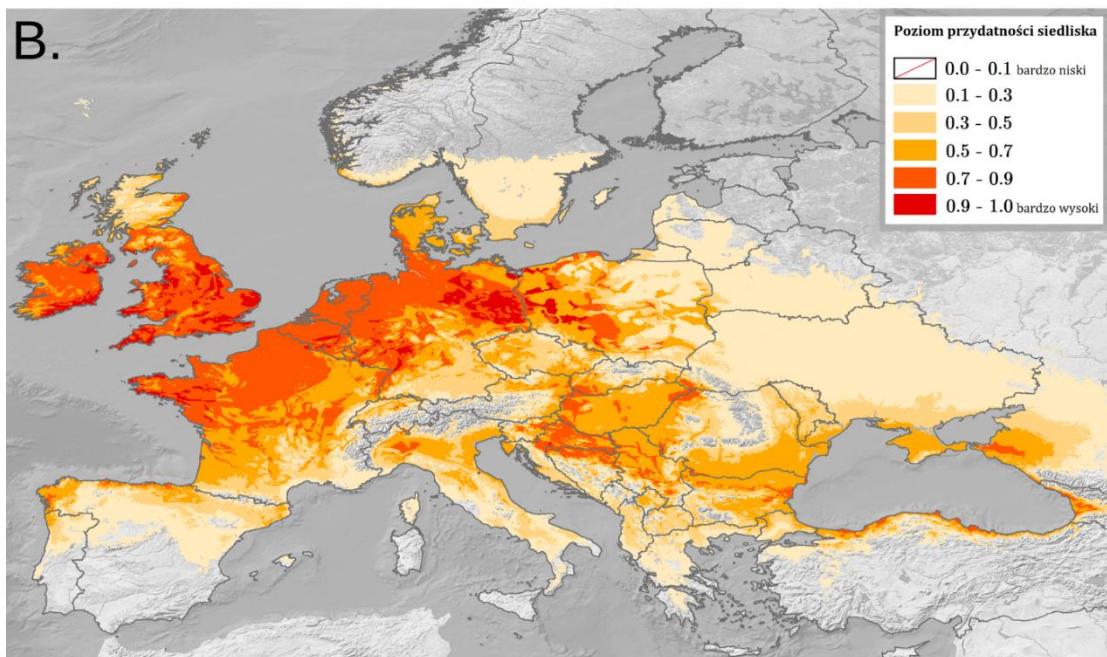 B.
Poziom przydatności siedliska
0.0 - 0.1 bardzo niski
0.1 - 0.3
0.3 - 0.5
0.5 - 0.7
0.7 - 0.9
0.9 - 1.0 bardzo wysoki